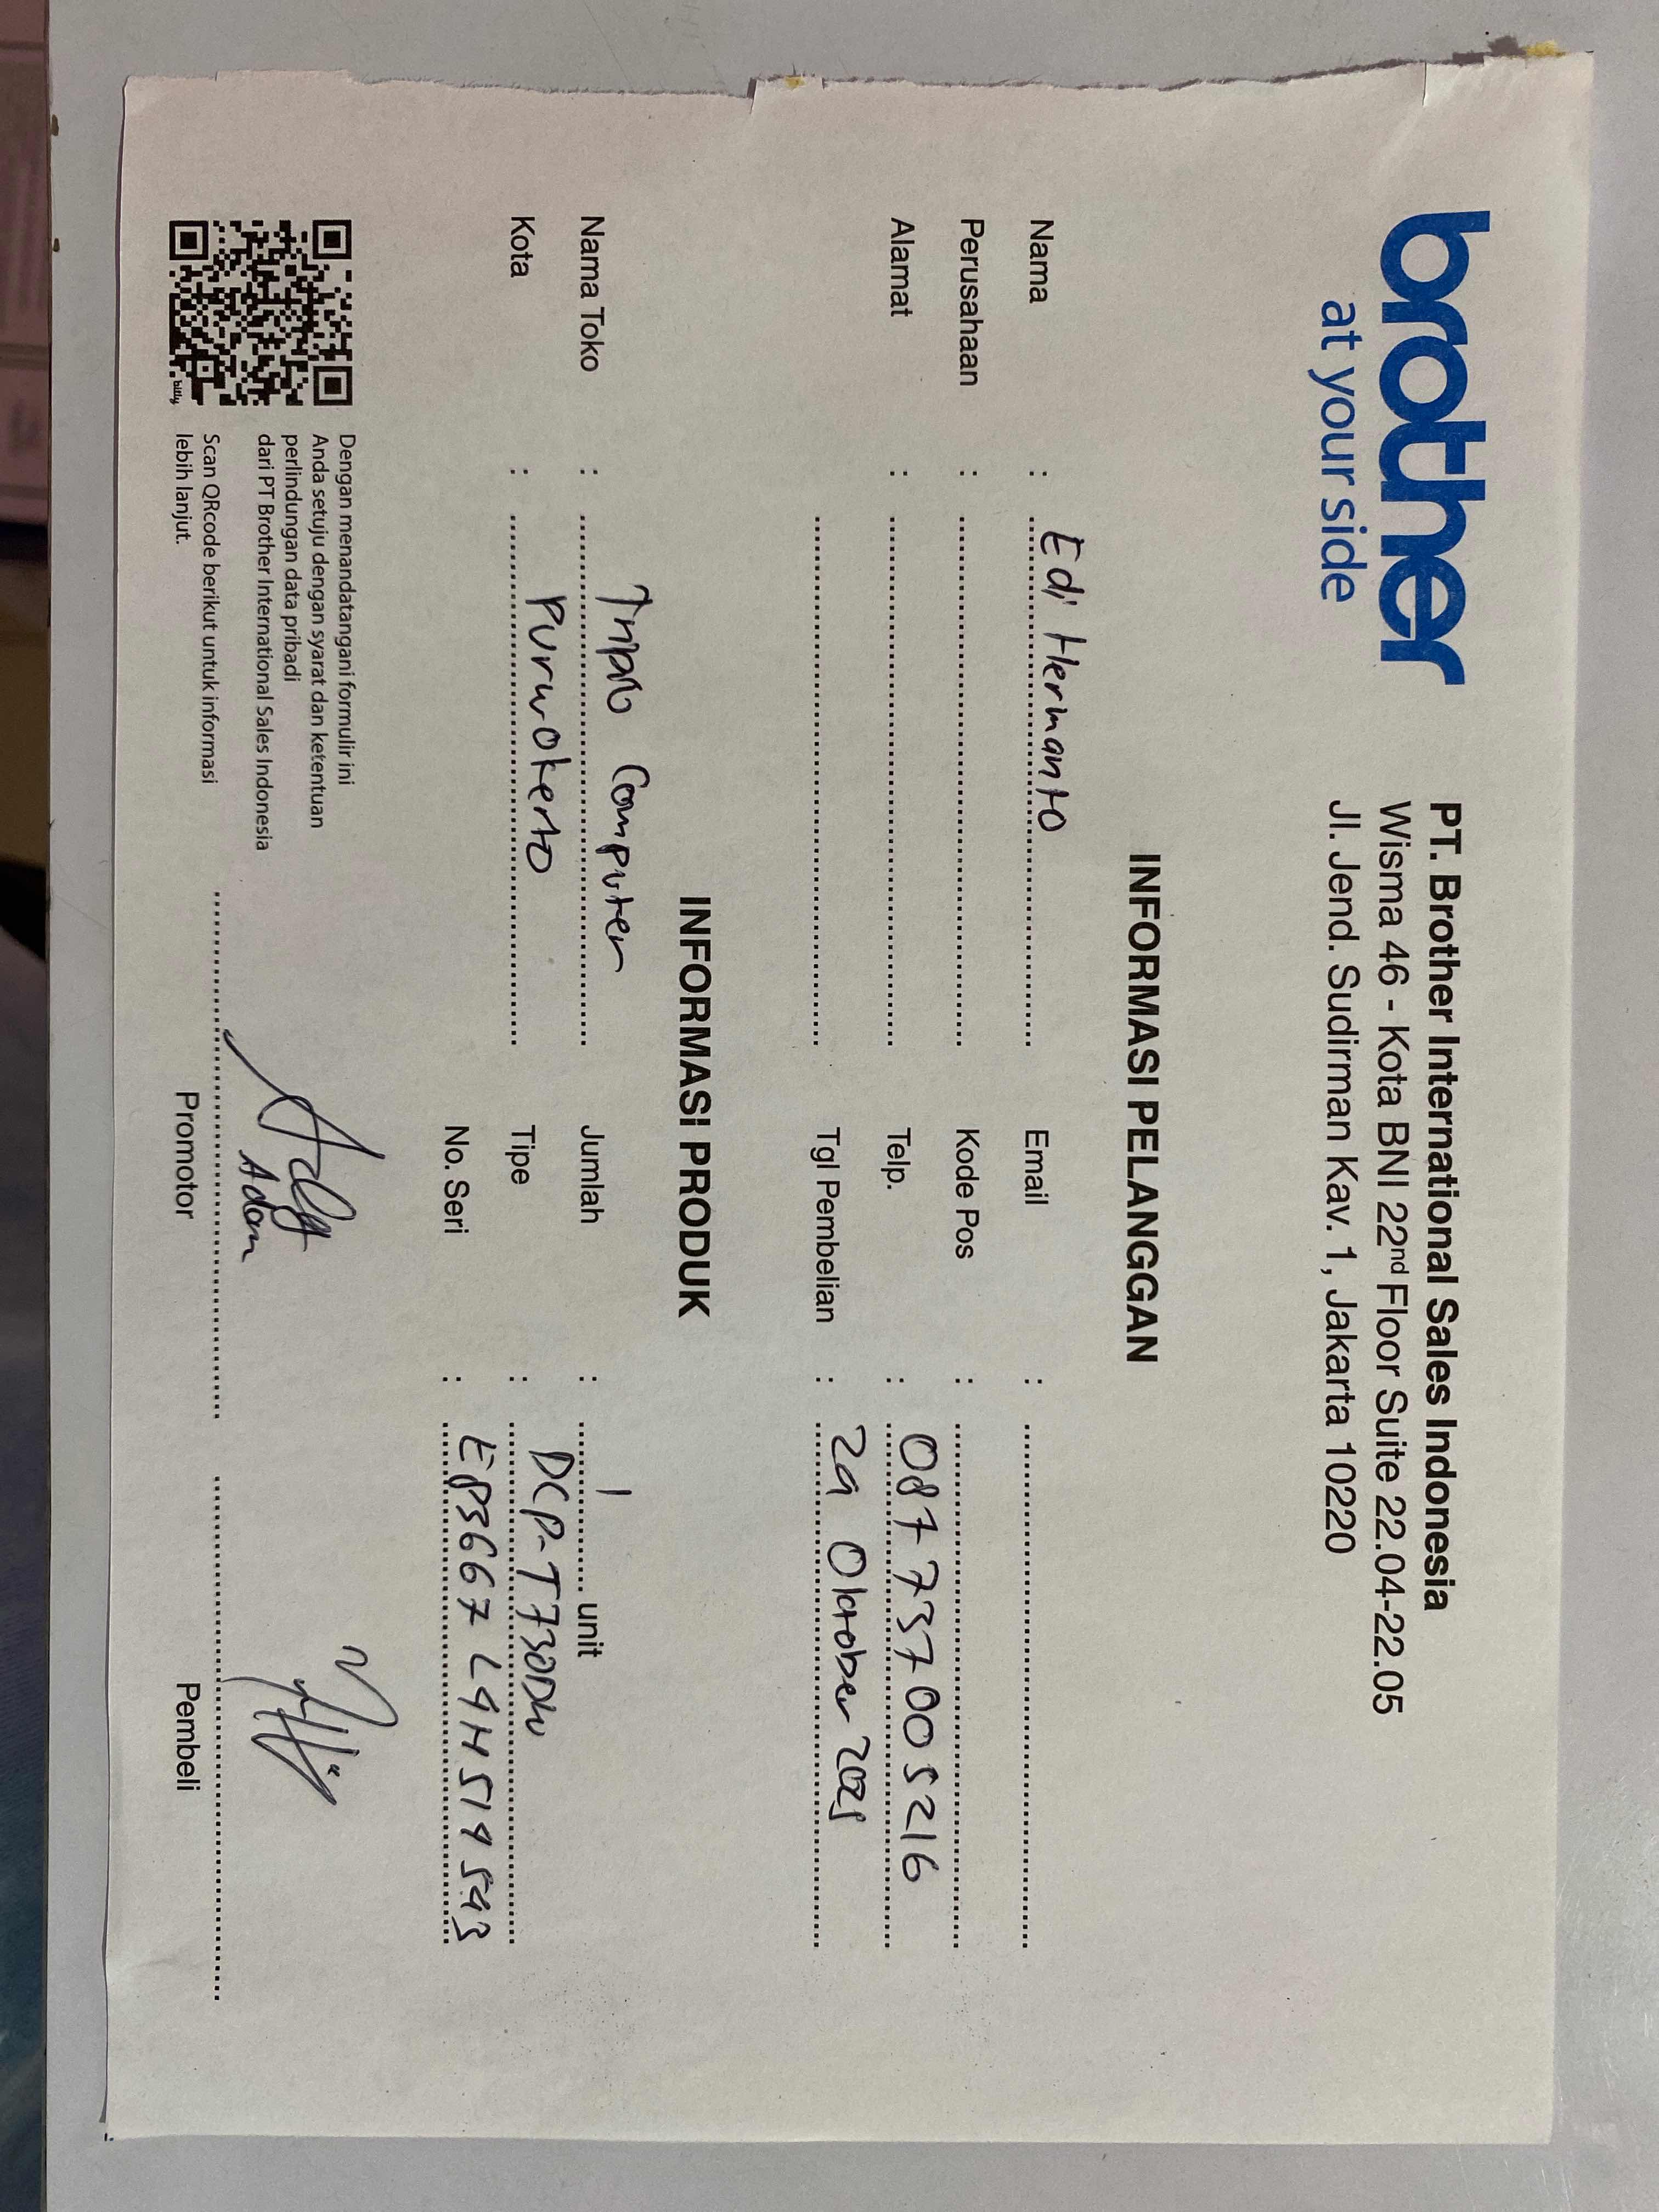 brother
at your side
PT. Brother International Sales Indonesia
Wisma 46 - Kota BNI 22nd Floor Suite 22.04-22.05
Jl. Jend. Sudirman Kav. 1, Jakarta 10220
INFORMASI PELANGGAN
Nama : Edi Hermanto
Email :
Perusahaan :
Kode Pos :
Alamat :
Telp. : 087737005216
Tgl Pembelian : 29 Oktober 2025
INFORMASI PRODUK
Nama Toko : Computer
Jumlah : 1 unit
Kota : Purwokerto
Tipe : DCP-T730DW
No. Seri :
Dengan menandatangani formulir ini
Anda setuju dengan syarat dan ketentuan
perlindungan data pribadi
dari PT Brother International Sales Indonesia
Scan QRcode berikut untuk informasi
lebih lanjut.
bitly
Adam
Promotor
Pembeli